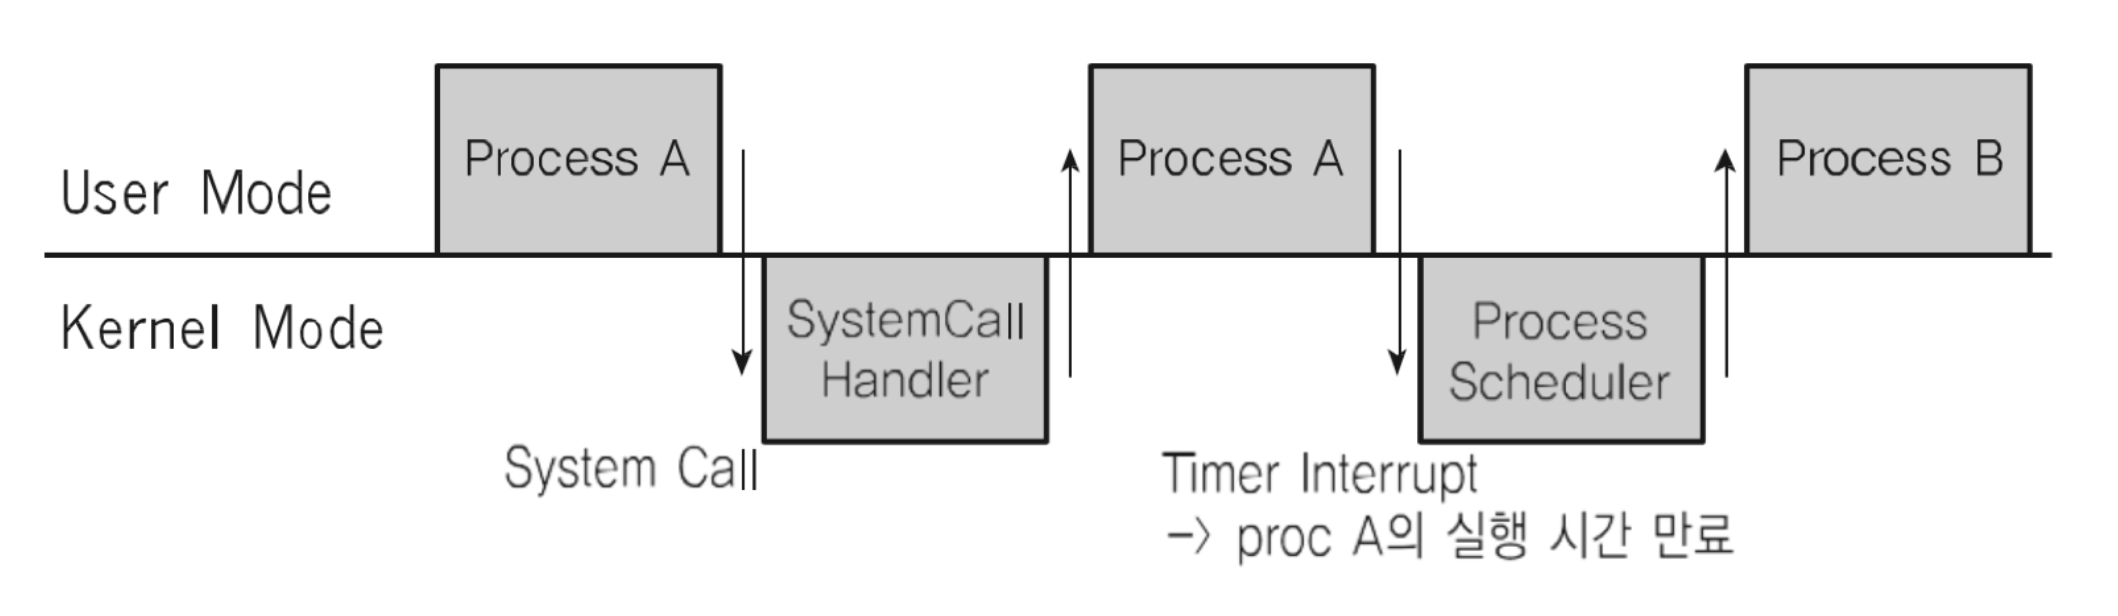 Process A
Process A
Process B
User Mode
Kernel Mode
SystemCall
Handler
Process
Scheduler
System Call
Timer Interrupt
-> proc A의 실행 시간 만료